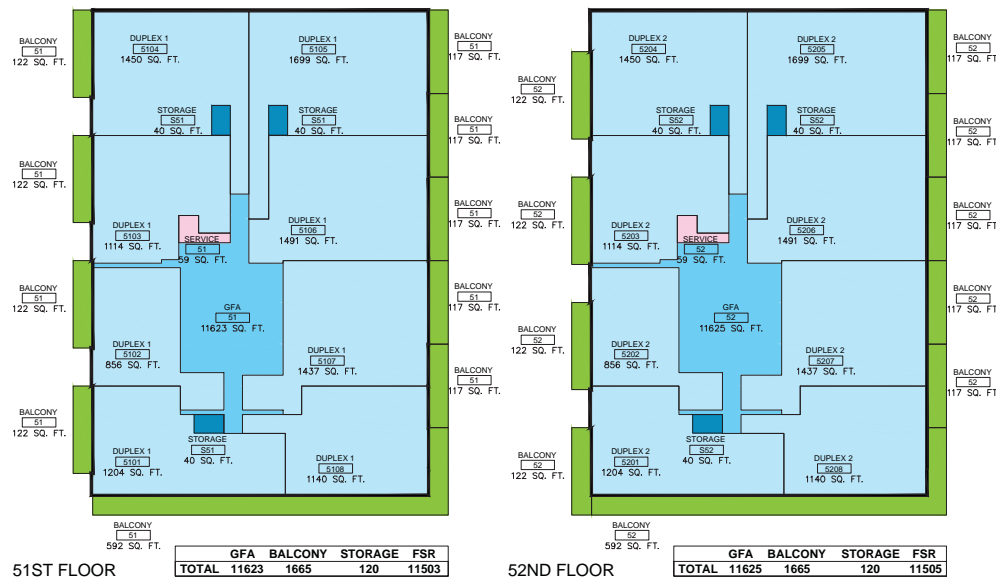 BALCONY
51
122 SQ. FT.
DUPLEX 1
5104
1450 SQ. FT.
DUPLEX 1
5105
1699 SQ. FT.
BALCONY
51
117 SQ. FT.
STORAGE
S51
40 SQ. FT.
STORAGE
S51
40 SQ. FT.
BALCONY
51
117 SQ. FT.
BALCONY
51
122 SQ. FT.
DUPLEX 1
5103
1114 SQ. FT.
SERVICE
51
59 SQ. FT.
DUPLEX 1
5106
1491 SQ. FT.
BALCONY
51
117 SQ. FT.
BALCONY
51
122 SQ. FT.
GFA
51
11623 SQ. FT.
BALCONY
51
117 SQ. FT.
DUPLEX 1
5102
856 SQ. FT.
DUPLEX 1
5107
1437 SQ. FT.
BALCONY
51
117 SQ. FT.
BALCONY
51
122 SQ. FT.
DUPLEX 1
5101
1204 SQ. FT.
STORAGE
S51
40 SQ. FT.
DUPLEX 1
5108
1140 SQ. FT.
BALCONY
51
592 SQ. FT.
51ST FLOOR
GFA BALCONY STORAGE FSR
TOTAL 11623 1665 120 11503
BALCONY
52
122 SQ. FT.
DUPLEX 2
5204
1450 SQ. FT.
DUPLEX 2
5205
1699 SQ. FT.
BALCONY
52
117 SQ. FT.
STORAGE
S52
40 SQ. FT.
STORAGE
S52
40 SQ. FT.
BALCONY
52
117 SQ. FT.
BALCONY
52
122 SQ. FT.
DUPLEX 2
5203
1114 SQ. FT.
SERVICE
52
59 SQ. FT.
DUPLEX 2
5206
1491 SQ. FT.
BALCONY
52
117 SQ. FT.
GFA
52
11625 SQ. FT.
BALCONY
52
117 SQ. FT.
BALCONY
52
122 SQ. FT.
DUPLEX 2
5202
856 SQ. FT.
DUPLEX 2
5207
1437 SQ. FT.
BALCONY
52
117 SQ. FT.
BALCONY
52
122 SQ. FT.
DUPLEX 2
5201
1204 SQ. FT.
STORAGE
S52
40 SQ. FT.
DUPLEX 2
5208
1140 SQ. FT.
BALCONY
52
592 SQ. FT.
52ND FLOOR
GFA BALCONY STORAGE FSR
TOTAL 11625 1665 120 11505